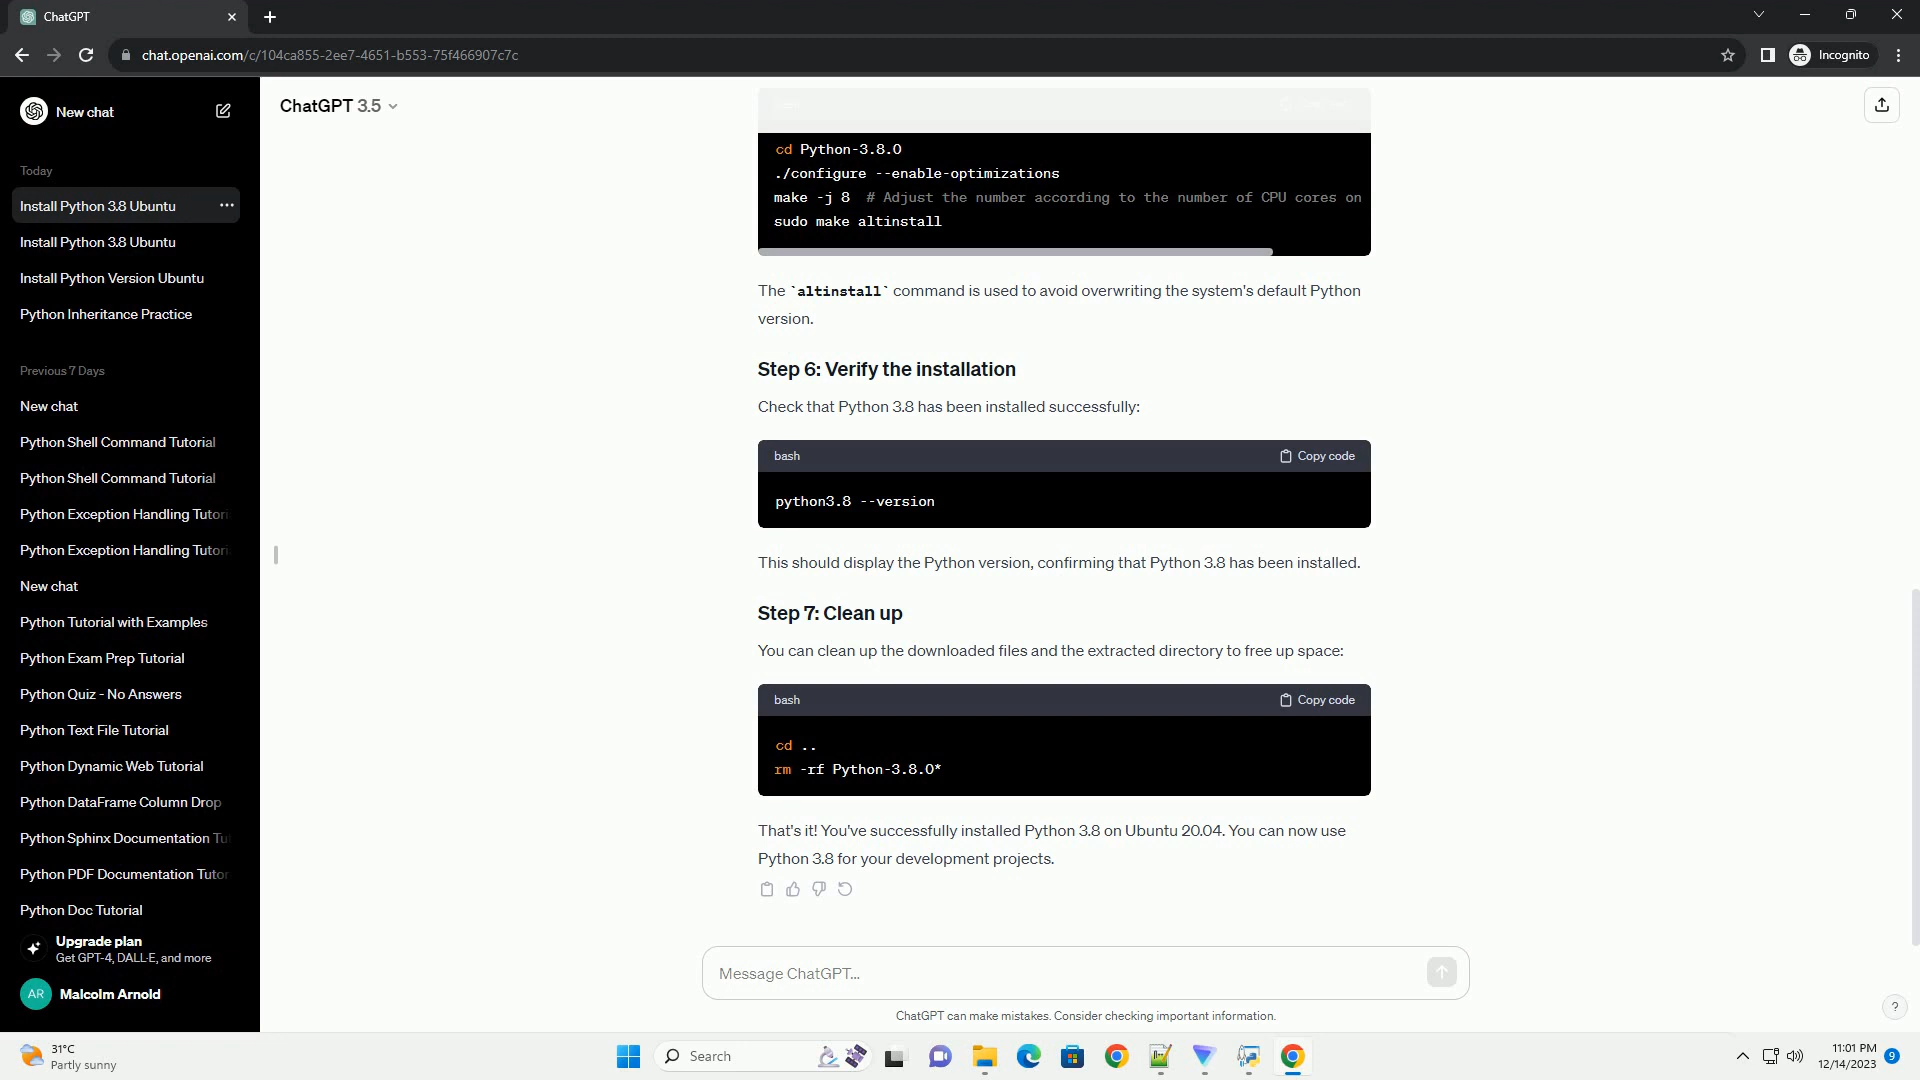 ChatGPT
chat.openai.com/c/104ca855-2ee7-4651-b553-75f466907c7c
Incognito
New chat
Today
Install Python 3.8 Ubuntu
Install Python 3.8 Ubuntu
Install Python Version Ubuntu
Python Inheritance Practice
Previous 7 Days
New chat
Python Shell Command Tutorial
Python Shell Command Tutorial
Python Exception Handling Tutori
Python Exception Handling Tutori
New chat
Python Tutorial with Examples
Python Exam Prep Tutorial
Python Quiz - No Answers
Python Text File Tutorial
Python Dynamic Web Tutorial
Python DataFrame Column Drop
Python Sphinx Documentation Tu
Python PDF Documentation Tutor
Python Doc Tutorial
Upgrade plan
Get GPT-4, DALL·E, and more
AR Malcolm Arnold
ChatGPT 3.5
cd Python-3.8.0
./configure --enable-optimizations
make -j 8 # Adjust the number according to the number of CPU cores on
sudo make altinstall
The `altinstall` command is used to avoid overwriting the system's default Python
version.
Step 6: Verify the installation
Check that Python 3.8 has been installed successfully:
bash Copy code
python3.8 --version
This should display the Python version, confirming that Python 3.8 has been installed.
Step 7: Clean up
You can clean up the downloaded files and the extracted directory to free up space:
bash Copy code
cd ..
rm -rf Python-3.8.0*
That's it! You've successfully installed Python 3.8 on Ubuntu 20.04. You can now use
Python 3.8 for your development projects.
Message ChatGPT...
ChatGPT can make mistakes. Consider checking important information.
?
31°C
Partly sunny
Search
11:01 PM
12/14/2023
9